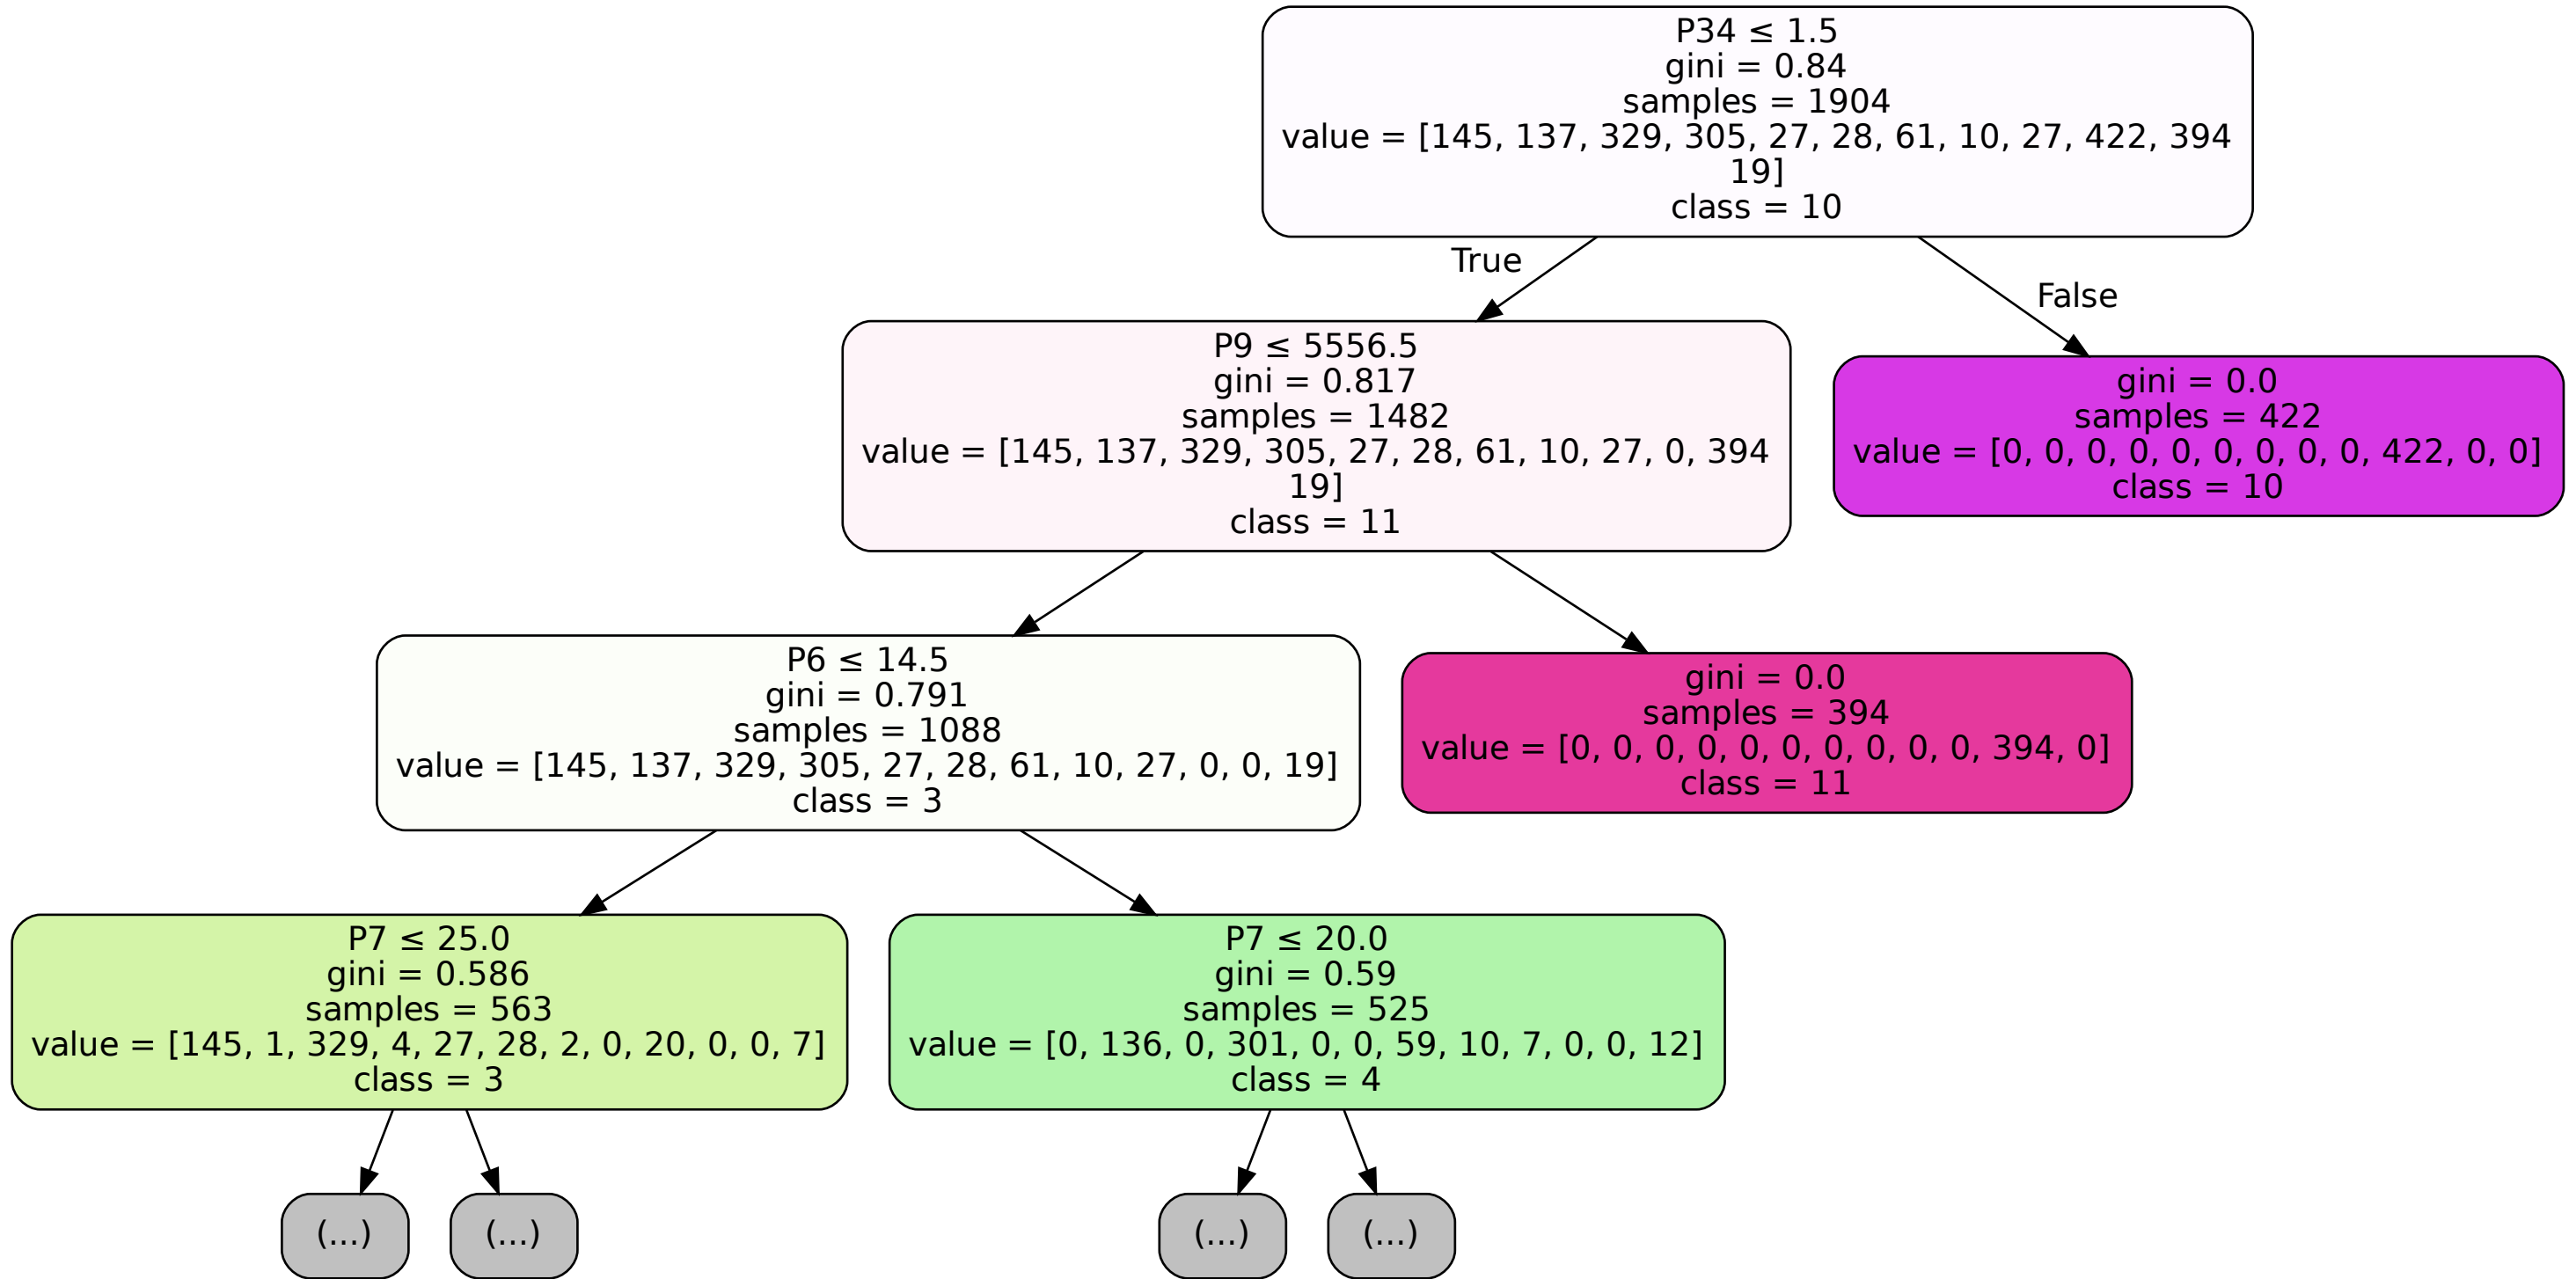 P34 ≤ 1.5
gini = 0.84
samples = 1904
value = [145, 137, 329, 305, 27, 28, 61, 10, 27, 422, 394
19]
class = 10
True
False
P9 ≤ 5556.5
gini = 0.817
samples = 1482
value = [145, 137, 329, 305, 27, 28, 61, 10, 27, 0, 394
19]
class = 11
gini = 0.0
samples = 422
value = [0, 0, 0, 0, 0, 0, 0, 0, 0, 422, 0, 0]
class = 10
P6 ≤ 14.5
gini = 0.791
samples = 1088
value = [145, 137, 329, 305, 27, 28, 61, 10, 27, 0, 0, 19]
class = 3
gini = 0.0
samples = 394
value = [0, 0, 0, 0, 0, 0, 0, 0, 0, 0, 394, 0]
class = 11
P7 ≤ 25.0
gini = 0.586
samples = 563
value = [145, 1, 329, 4, 27, 28, 2, 0, 20, 0, 0, 7]
class = 3
P7 ≤ 20.0
gini = 0.59
samples = 525
value = [0, 136, 0, 301, 0, 0, 59, 10, 7, 0, 0, 12]
class = 4
(...)
(...)
(...)
(...)